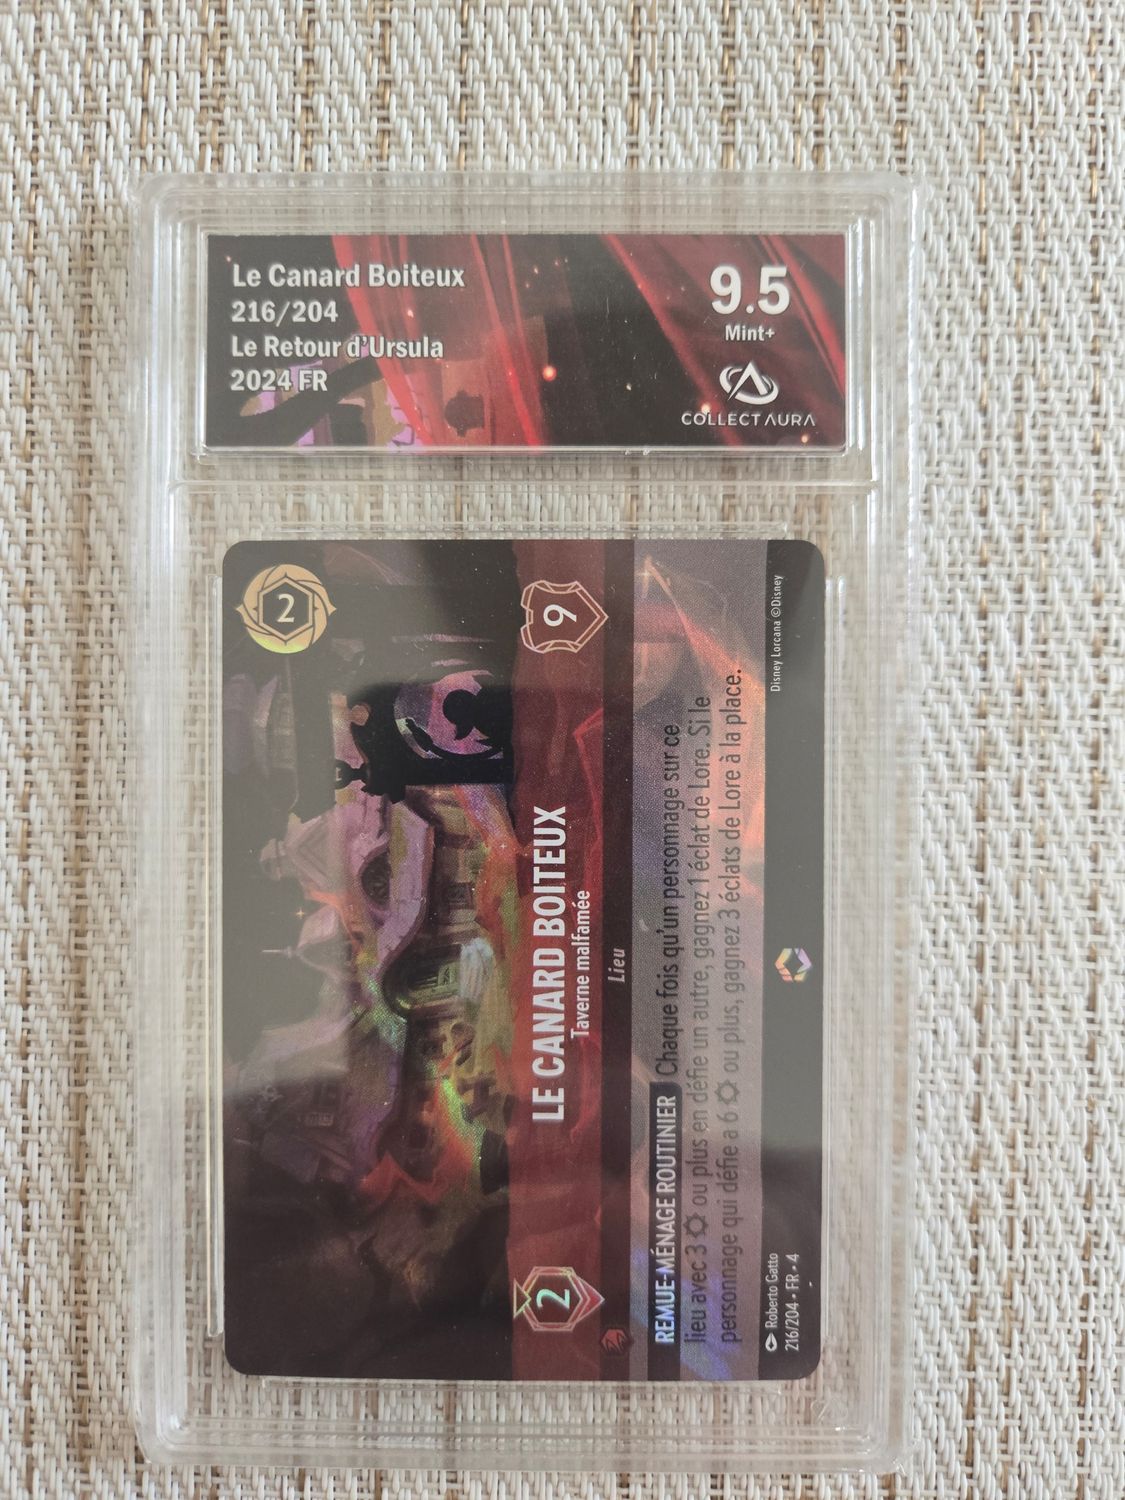 Le Canard Boiteux
216/204
Le Retour d'Ursula
2024 FR
9.5
Mint+
COLLECT AURA
2
2
LE CANARD BOITEUX
Taverne malfamée
9
Lieu
REMUE-MÉNAGE ROUTINIER Chaque fois qu'un personnage sur ce
lieu avec 3 ou plus en défie un autre, gagnez 1 éclat de Lore. Si le
personnage qui défie a 6 ou plus, gagnez 3 éclats de Lore à la place.
Roberto Gatto
216/204 • FR • 4
Disney Lorcana ©Disney